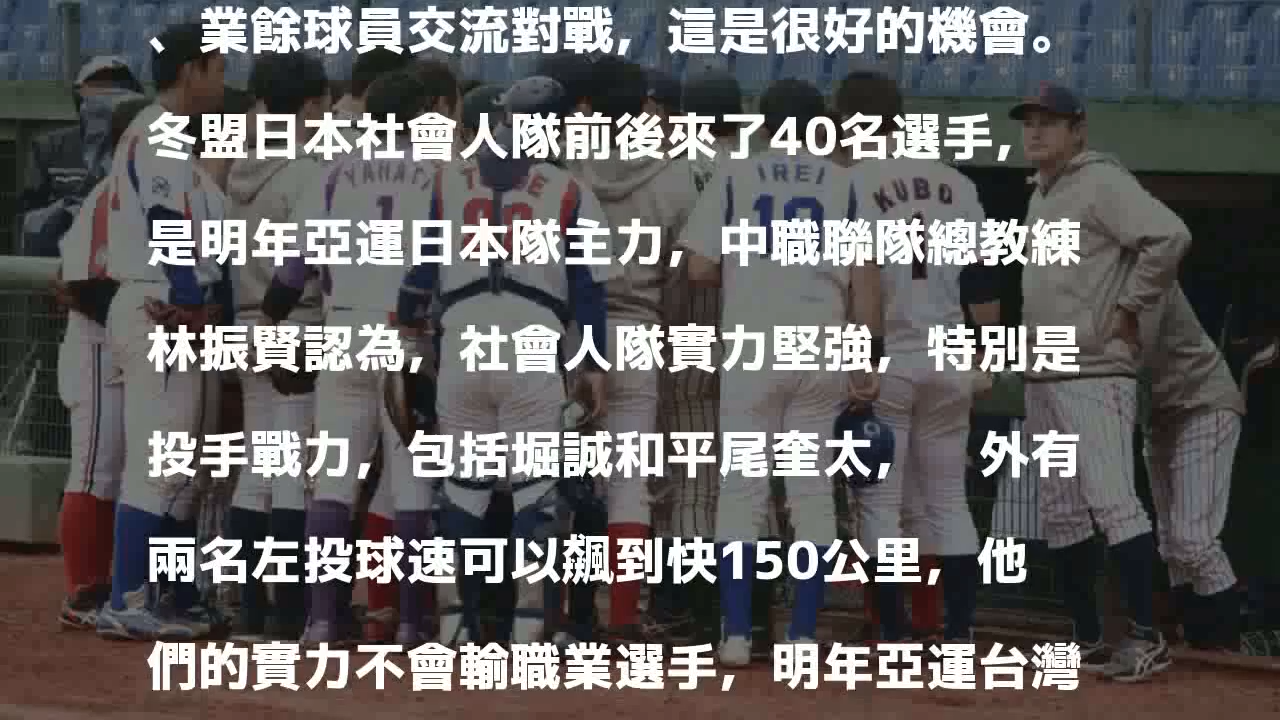 、業餘球員交流對戰，這是很好的機會。
冬盟日本社會人隊前後來了40名選手，
是明年亞運日本隊主力，中職聯隊總教練
林振賢認為，社會人隊實力堅強，特別是
投手戰力，包括堀誠和平尾奎太，　外有
兩名左投球速可以飆到快150公里，他
們的實力不會輸職業選手，明年亞運台灣
IREI
10
KUBO
1